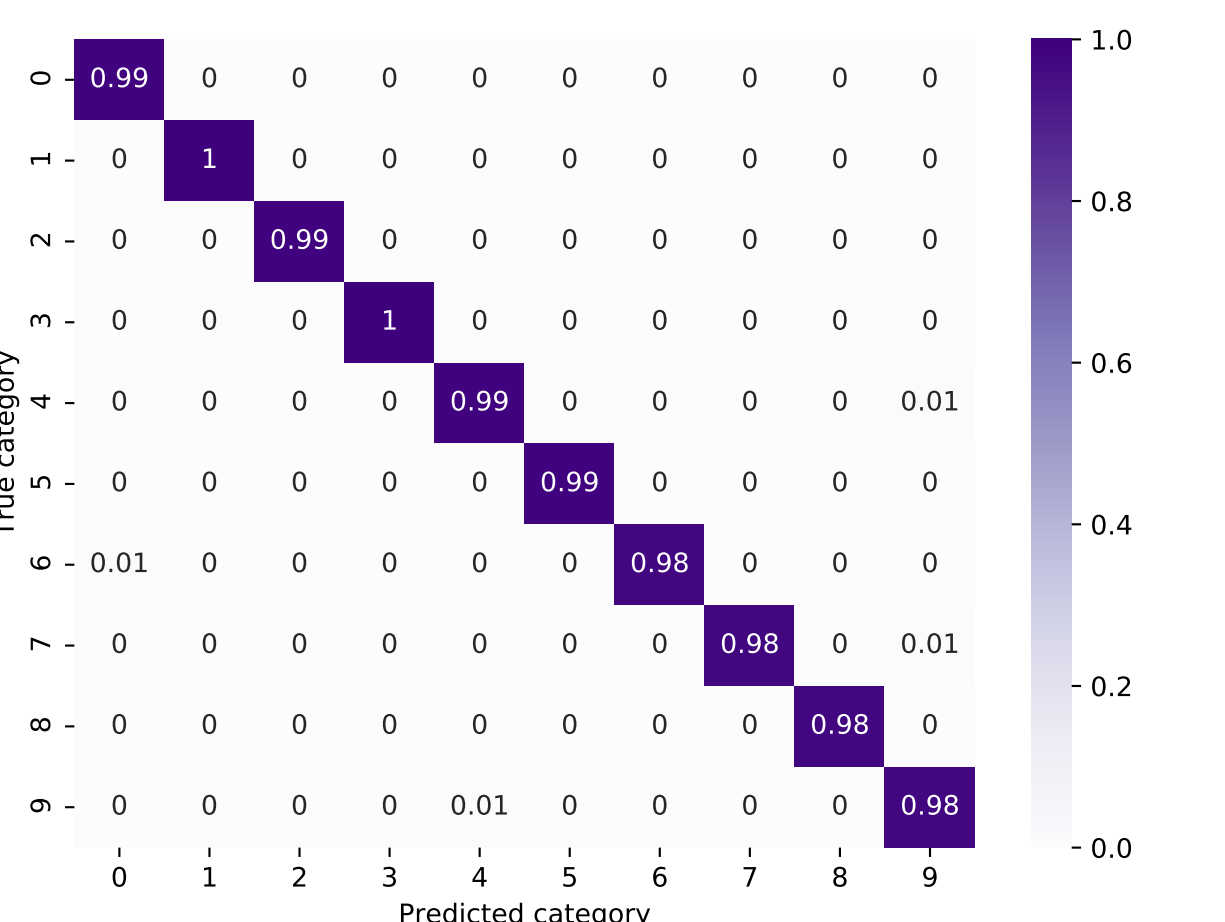 0 0.99 0 0 0 0 0 0 0 0 0
1 0 1 0 0 0 0 0 0 0 0
2 0 0 0.99 0 0 0 0 0 0 0
3 0 0 0 1 0 0 0 0 0 0
4 0 0 0 0 0.99 0 0 0 0 0.01
5 0 0 0 0 0 0.99 0 0 0 0
6 0.01 0 0 0 0 0 0.98 0 0 0
7 0 0 0 0 0 0 0 0.98 0 0.01
8 0 0 0 0 0 0 0 0 0.98 0
9 0 0 0 0 0.01 0 0 0 0 0.98
0 1 2 3 4 5 6 7 8 9
Predicted category
True category
1.0
0.8
0.6
0.4
0.2
0.0